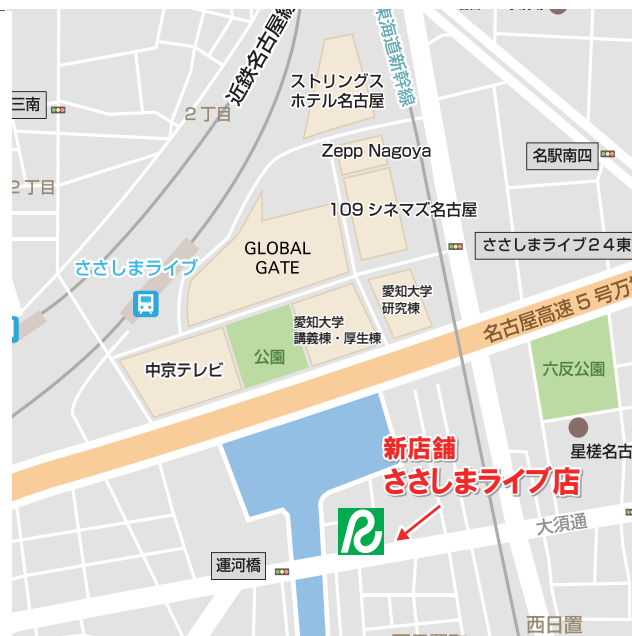 近鉄名古屋線
東海道新幹線
ストリングス
ホテル名古屋
三南
2丁目
Zepp Nagoya
名駅南四
2丁目
109シネマズ名古屋
ささしまライブ24東
GLOBAL
GATE
ささしまライブ
愛知大学
研究棟
名古屋高速5号万
愛知大学
講義棟・厚生棟
公園
中京テレビ
六反公園
新店舗
ささしまライブ店
星槎名古
大須通
運河橋
西日置